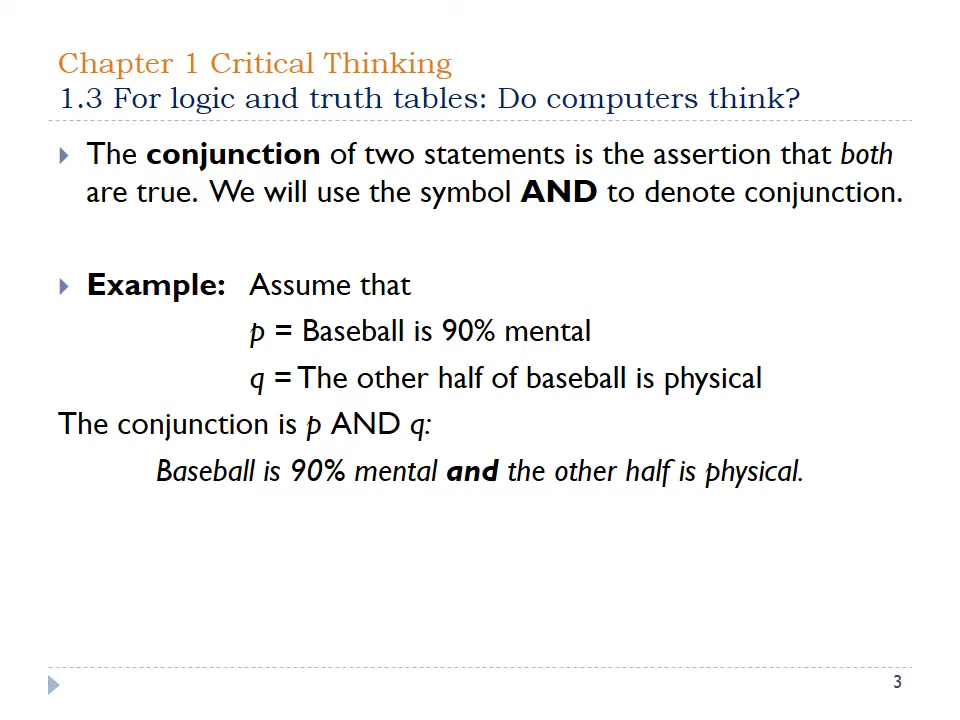 Chapter 1 Critical Thinking
1.3 For logic and truth tables: Do computers think?
The conjunction of two statements is the assertion that both
are true. We will use the symbol AND to denote conjunction.
Example: Assume that
p = Baseball is 90% mental
q = The other half of baseball is physical
The conjunction is p AND q:
Baseball is 90% mental and the other half is physical.
3